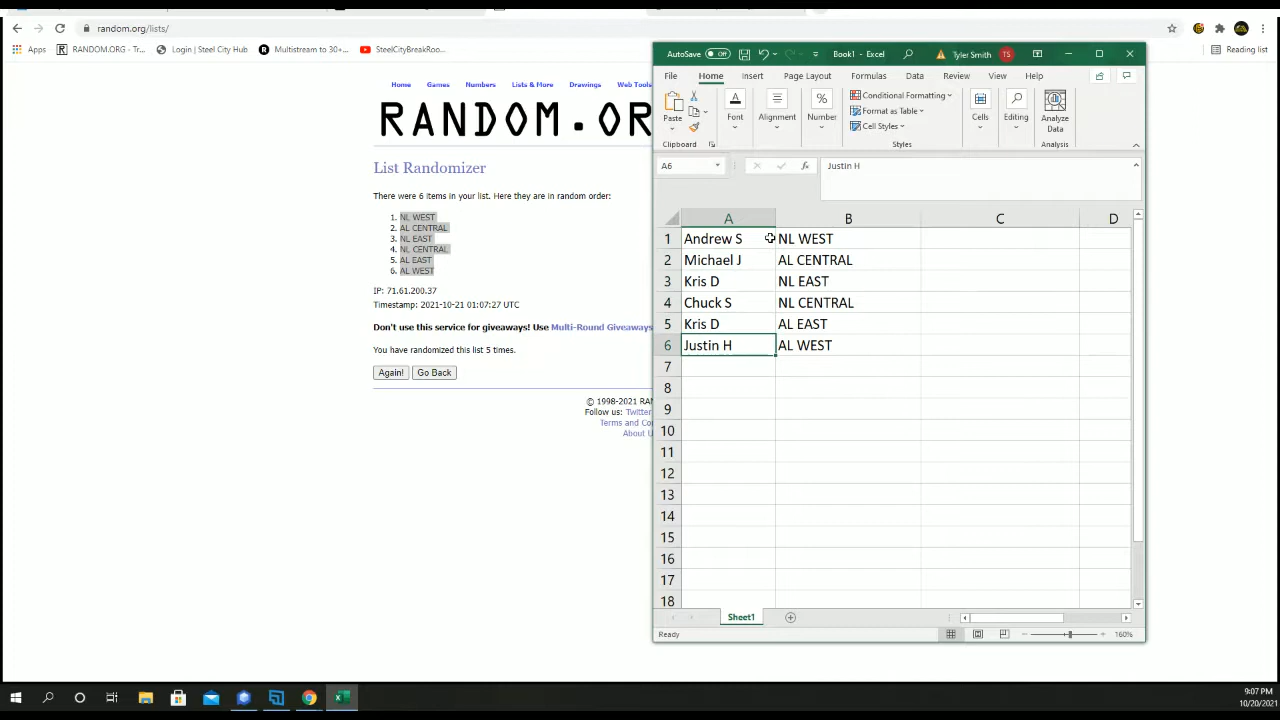 random.org/lists/
Apps RANDOM.ORG - Tr... Login | Steel City Hub Multistream to 30+... SteelCityBreakRoo... Reading list
Home Games Numbers Lists & More Drawings Web Tools
RANDOM.OR
List Randomizer
There were 6 items in your list. Here they are in random order:
1. NL WEST
2. AL CENTRAL
3. NL EAST
4. NL CENTRAL
5. AL EAST
6. AL WEST
IP: 71.61.200.37
Timestamp: 2021-10-21 01:07:27 UTC
Don't use this service for giveaways! Use Multi-Round Giveaways
You have randomized this list 5 times.
Again! Go Back
© 1998-2021 RAN
Follow us: Twitter
Terms and Co
About U
AutoSave Off Book1 - Excel Tyler Smith TS
File Home Insert Page Layout Formulas Data Review View Help
Paste Font Alignment Number Conditional Formatting Format as Table Cell Styles Cells Editing Analyze Data
Clipboard Styles Analysis
A6 fx Justin H
A B C D
1 Andrew S NL WEST
2 Michael J AL CENTRAL
3 Kris D NL EAST
4 Chuck S NL CENTRAL
5 Kris D AL EAST
6 Justin H AL WEST
7
8
9
10
11
12
13
14
15
16
17
18
Sheet1
Ready 160%
9:07 PM
10/20/2021